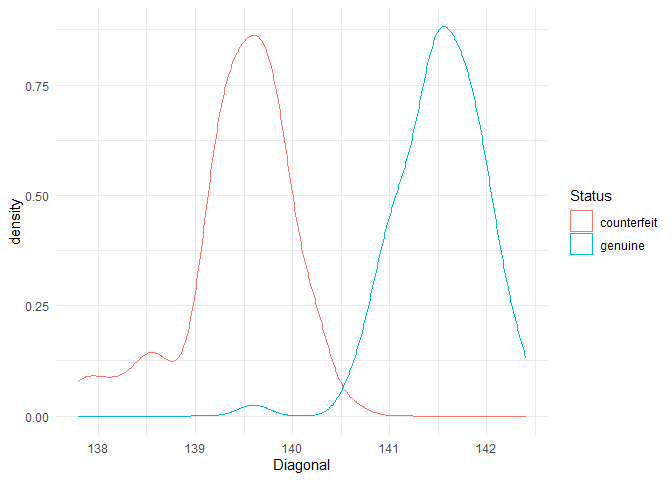 density
0.75
0.50
0.25
0.00
138 139 140 141 142
Diagonal
Status
counterfeit
genuine